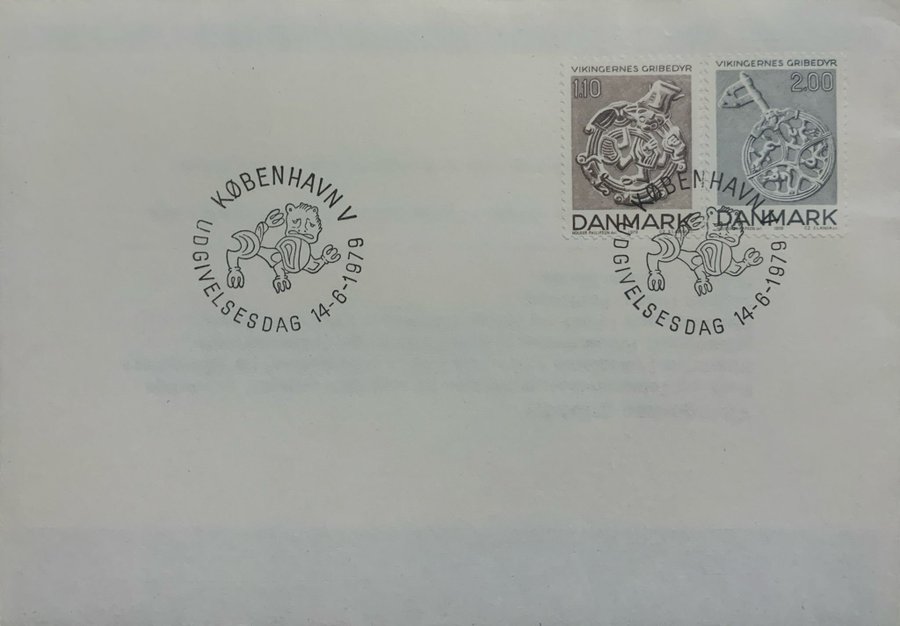 VIKINGERNES GRIBEDYR
1.10
DANMARK
VIKINGERNES GRIBEDYR
2.00
DANMARK
KØBENHAVN V
UDGIVELSESDAG 14-6-1979
KØBENHAVN V
UDGIVELSESDAG 14-6-1979